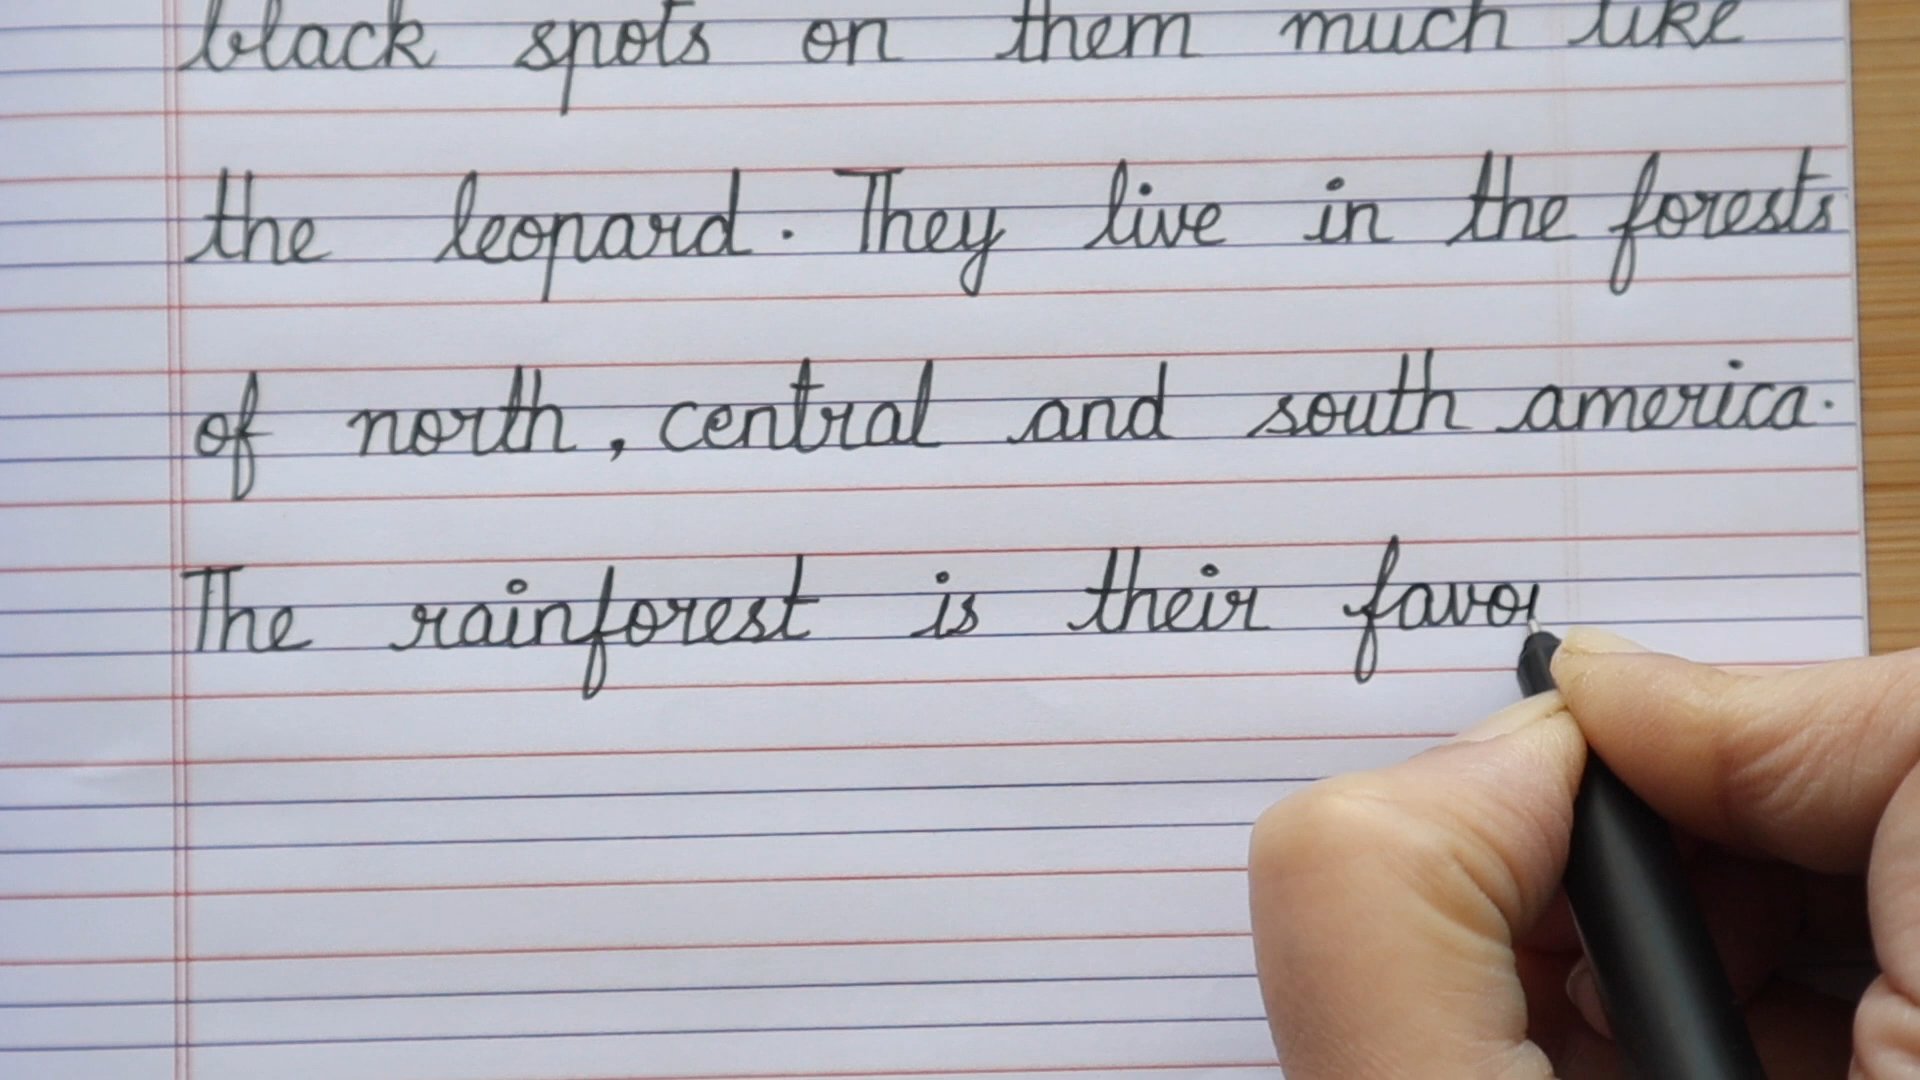 black spots on them much like
the leopard. They live in the forests
of north, central and south america.
The rainforest is their favo